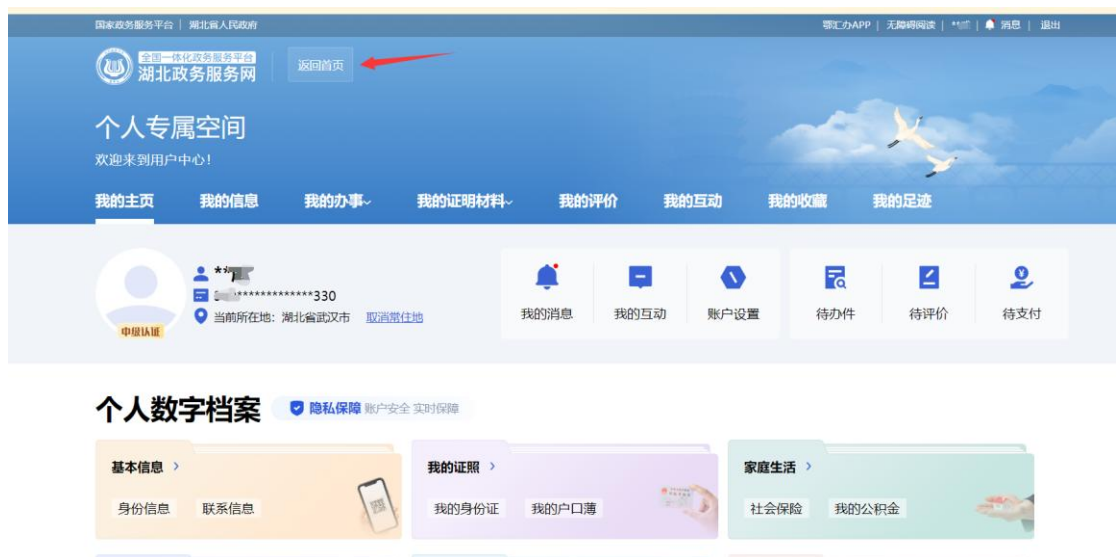 国家政务服务平台 | 湖北省人民政府
鄂汇办APP | 无障碍阅读 | ** | 消息 | 退出
全国一体化政务服务平台
湖北政务服务网
返回首页
个人专属空间
欢迎来到用户中心!
我的主页 我的信息 我的办事 我的证明材料 我的评价 我的互动 我的收藏 我的足迹
**
**************330
当前所在地: 湖北省武汉市 取消常住地
中级认证
我的消息 我的互动 账户设置 待办件 待评价 待支付
个人数字档案 隐私保障 账户安全 实时保障
基本信息 > 我的证照 > 家庭生活 >
身份信息 联系信息 我的身份证 我的户口薄 社会保险 我的公积金